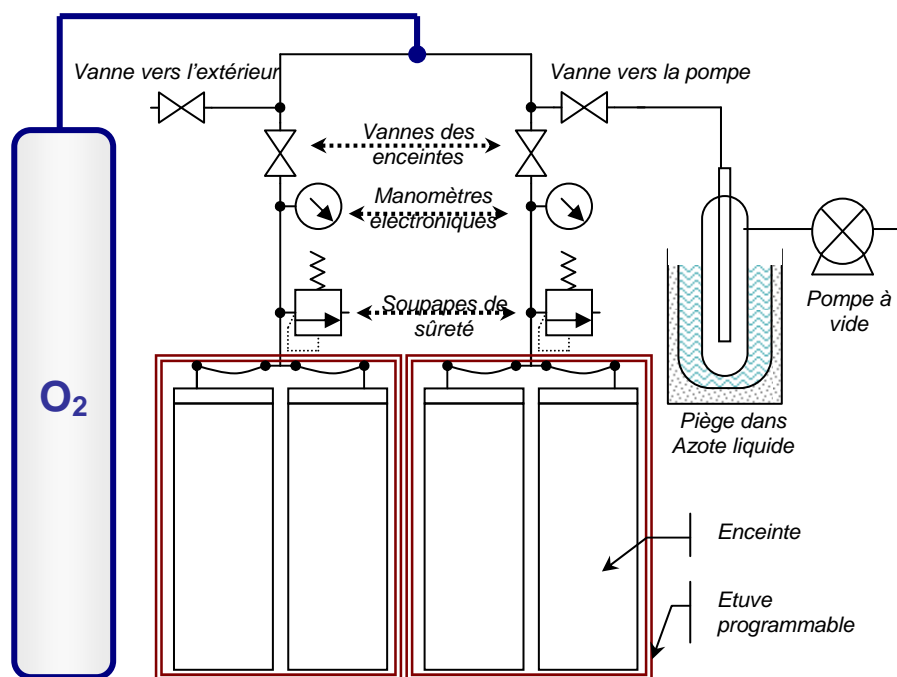 Vanne vers l'extérieur
Vanne vers la pompe
Vannes des
enceintes
Manomètres
électroniques
Soupapes de
sûreté
Pompe à
vide
O2
Piège dans
Azote liquide
Enceinte
Etuve
programmable